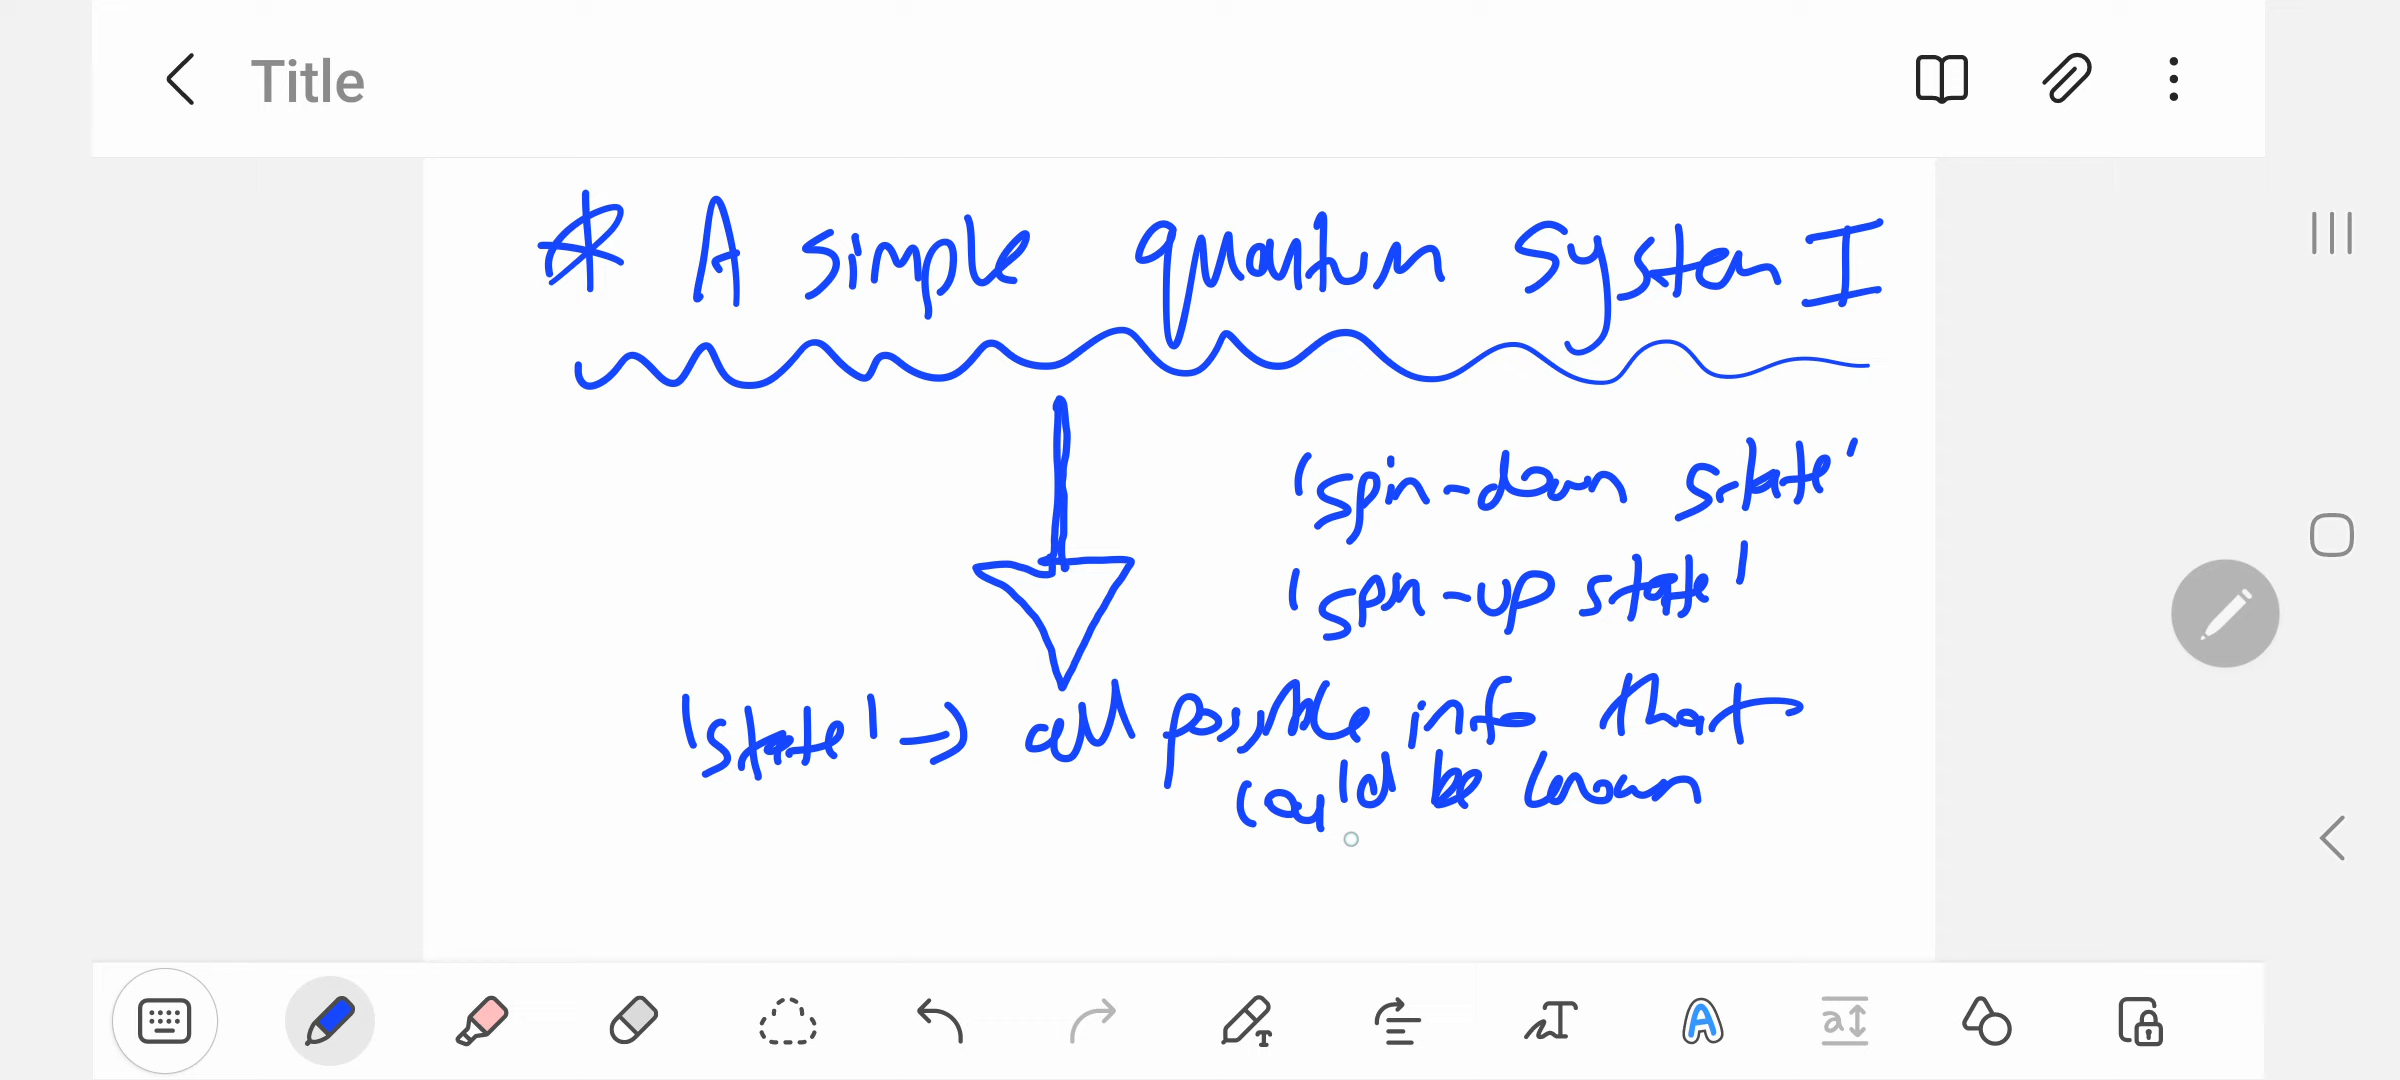 Title
* A simple quantum system I
'spin-down state'
'spin-up state'
'state' → all possible info that
could be known